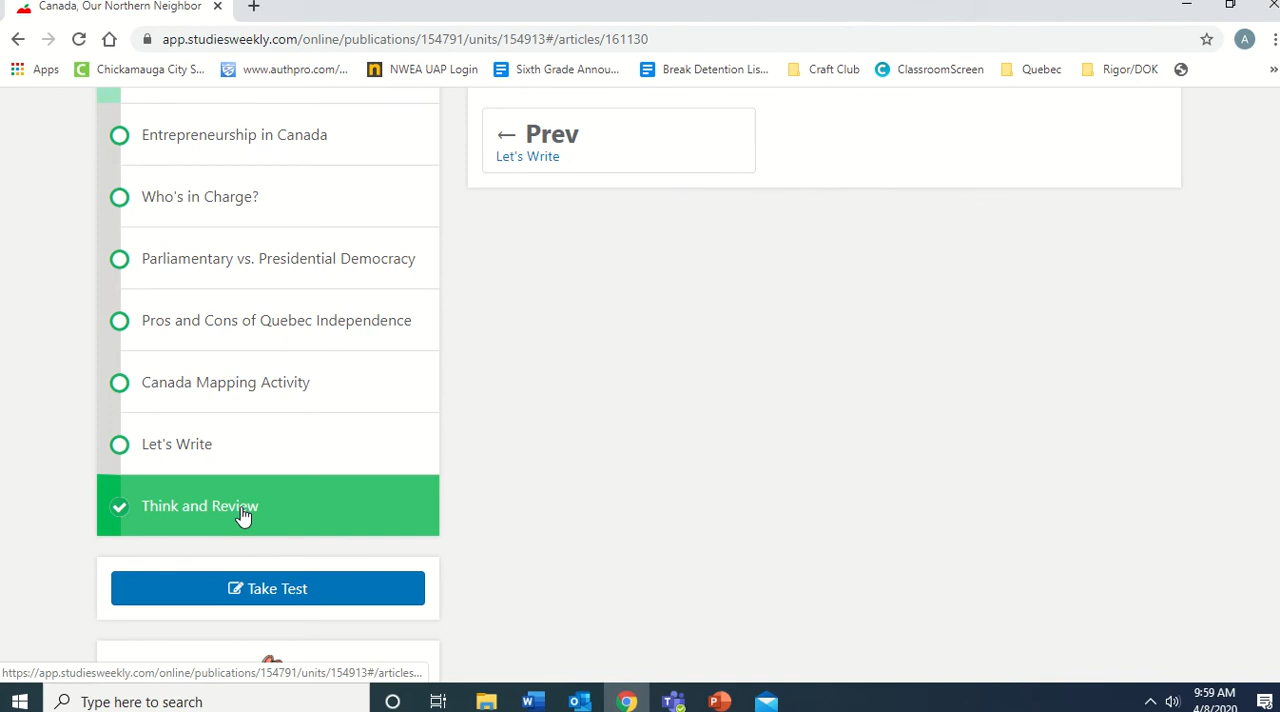 Canada, Our Northern Neighbor
app.studiesweekly.com/online/publications/154791/units/154913#/articles/161130
A
Apps
Chickamauga City S...
www.authpro.com/...
NWEA UAP Login
Sixth Grade Annou...
Break Detention Lis...
Craft Club
ClassroomScreen
Quebec
Rigor/DOK
»
← Prev
Let's Write
Entrepreneurship in Canada
Who's in Charge?
Parliamentary vs. Presidential Democracy
Pros and Cons of Quebec Independence
Canada Mapping Activity
Let's Write
Think and Review
Take Test
https://app.studiesweekly.com/online/publications/154791/units/154913#/articles...
Type here to search
9:59 AM
4/8/2020